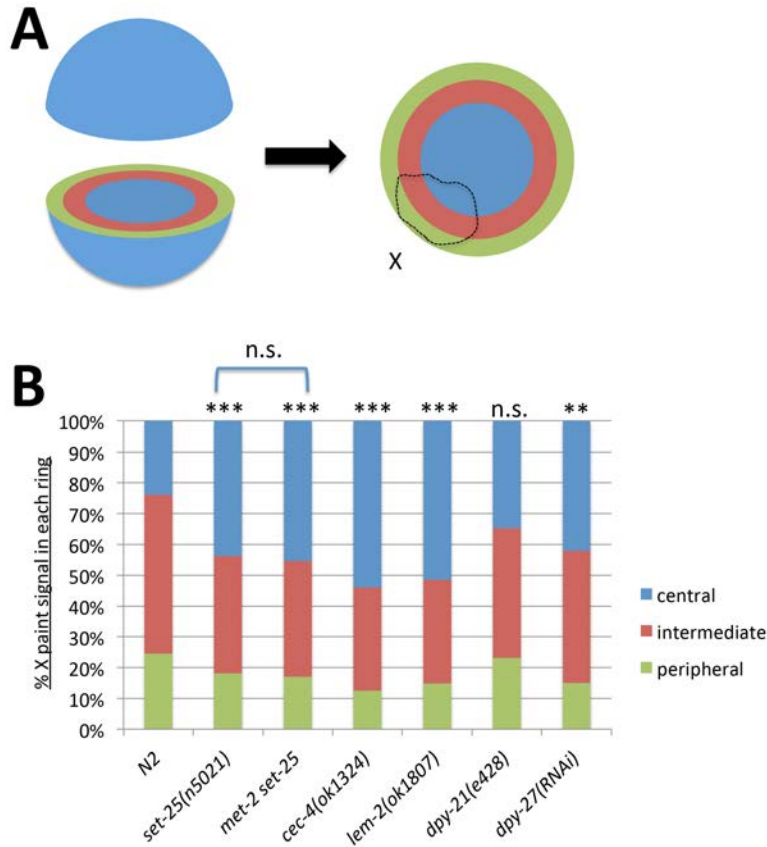 A
X
B
n.s.
*** *** *** *** n.s. **
% X paint signal in each ring
100%
90%
80%
70%
60%
50%
40%
30%
20%
10%
0%
N2
set-25(n5021)
met-2 set-25
cec-4(ok1324)
lem-2(ok1807)
dpy-21(e428)
dpy-27(RNAi)
central
intermediate
peripheral